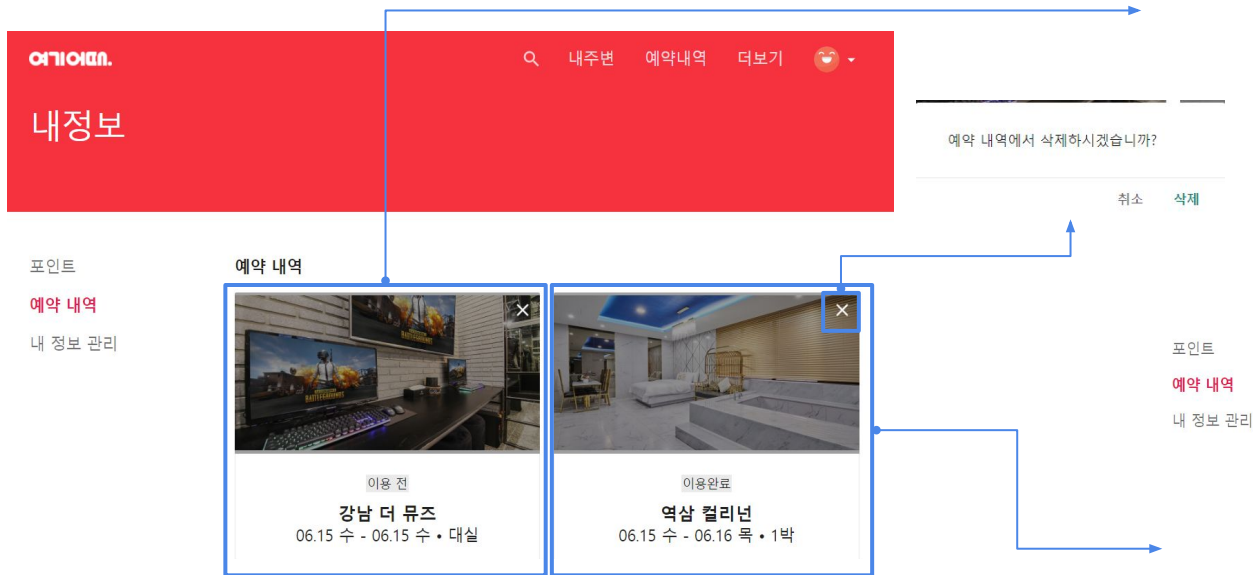 여기어때.
내주변
예약내역
더보기
내정보
예약 내역에서 삭제하시겠습니까?
취소
삭제
포인트
예약 내역
내 정보 관리
예약 내역
BATTLEGROUNDS
이용 전
강남 더 뮤즈
06.15 수 - 06.15 수 • 대실
이용완료
역삼 컬리넌
06.15 수 - 06.16 목 • 1박
포인트
예약 내역
내 정보 관리